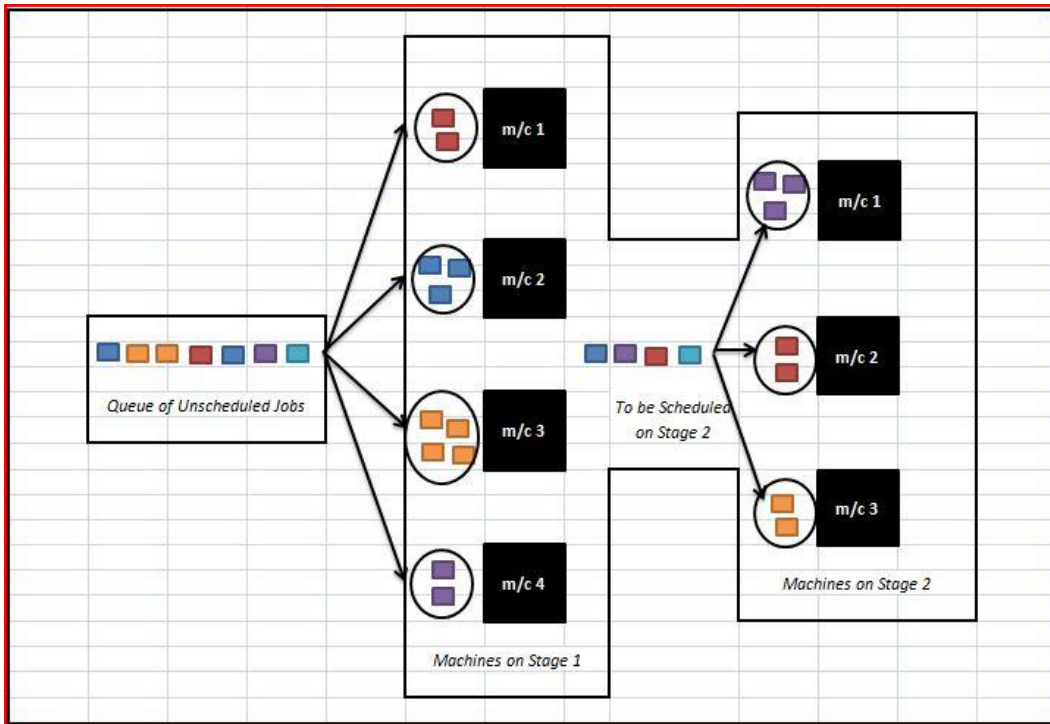 Queue of Unscheduled Jobs
m/c 1
m/c 2
m/c 3
m/c 4
Machines on Stage 1
To be Scheduled
on Stage 2
m/c 1
m/c 2
m/c 3
Machines on Stage 2